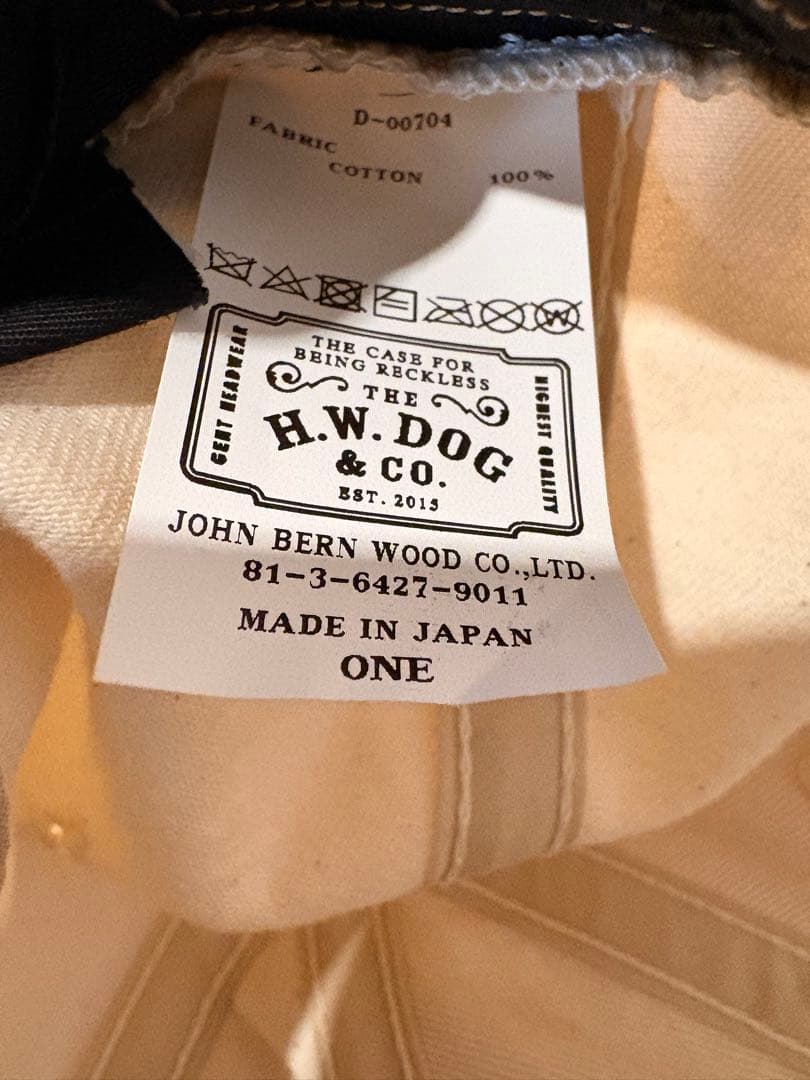 D-00704
FABRIC
COTTON 100%
THE CASE FOR
BEING RECKLESS
THE
H.W.DOG
& CO.
EST. 2015
GENT HEADWEAR
HIGHEST QUALITY
JOHN BERN WOOD CO.,LTD.
81-3-6427-9011
MADE IN JAPAN
ONE